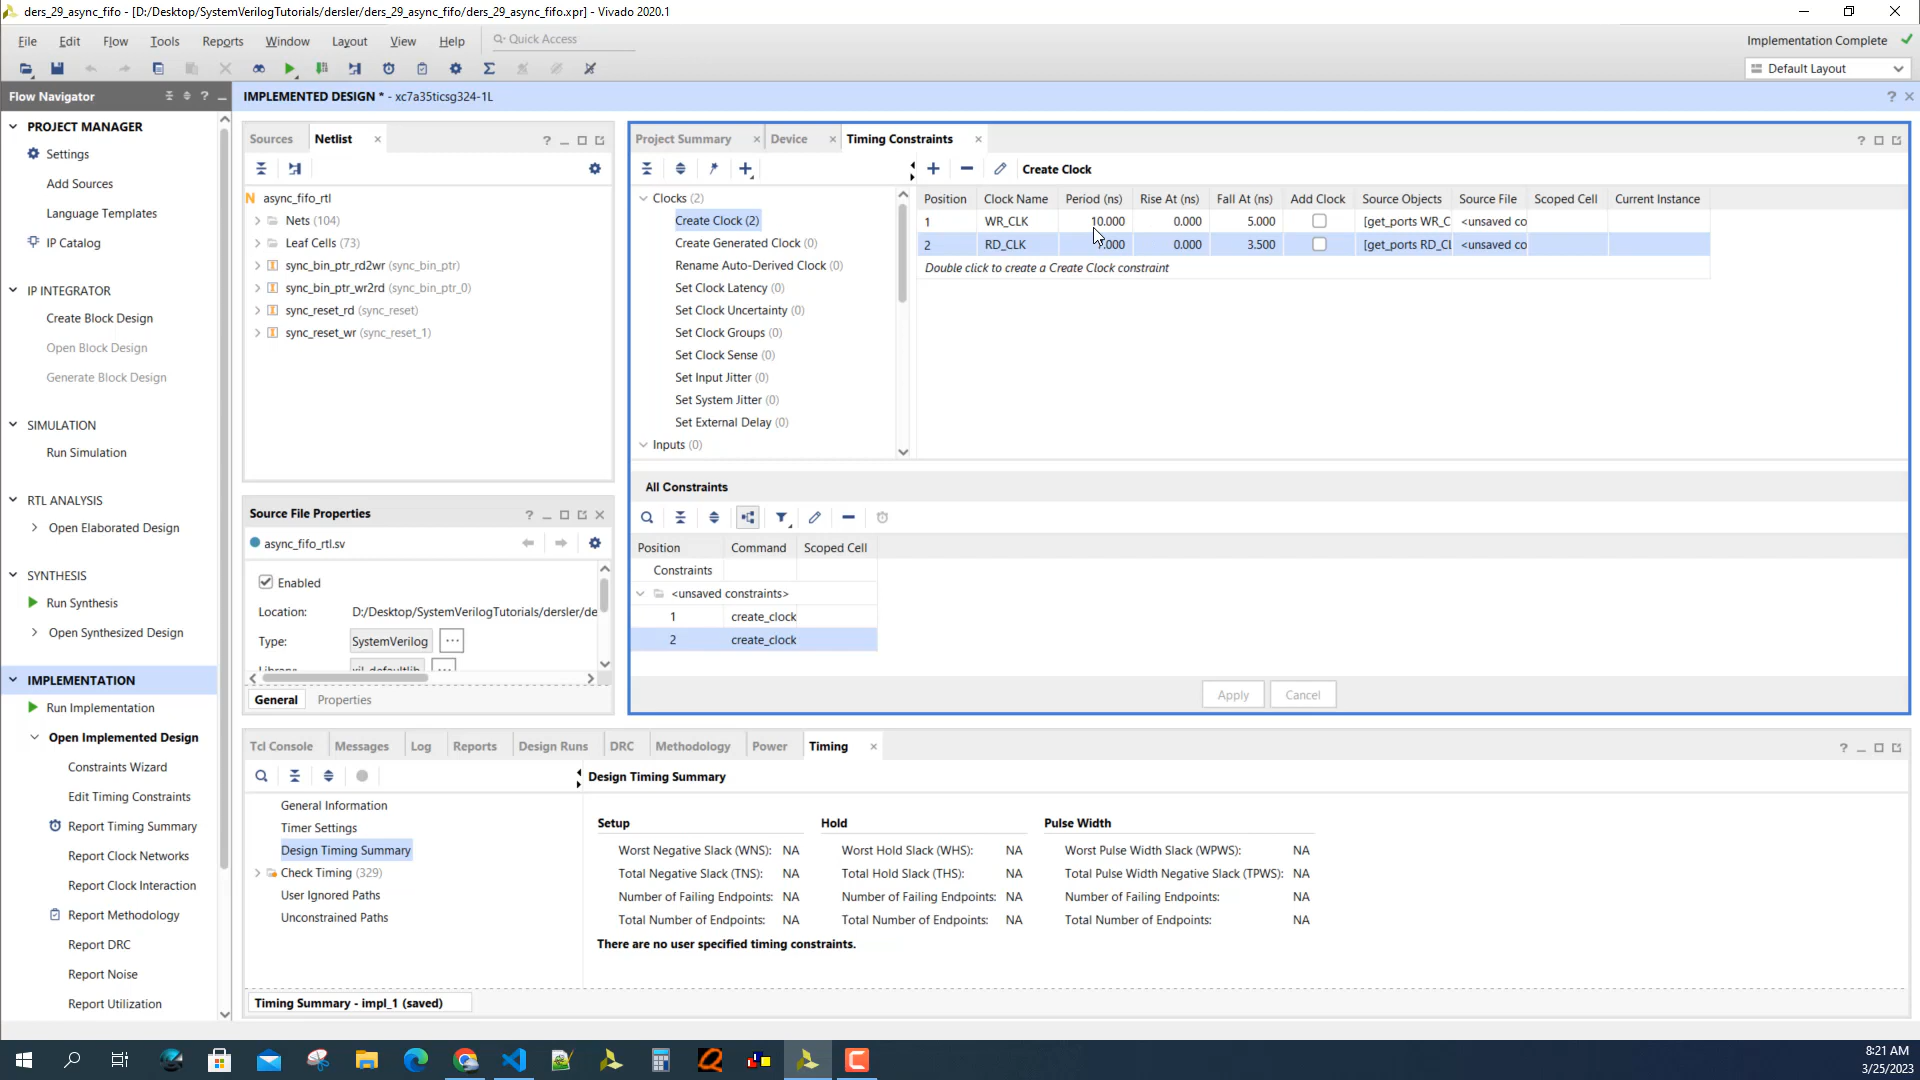 ders_29_async_fifo - [D:/Desktop/SystemVerilogTutorials/dersler/ders_29_async_fifo/ders_29_async_fifo.xpr] - Vivado 2020.1
File Edit Flow Tools Reports Window Layout View Help Quick Access
Implementation Complete
Default Layout
Flow Navigator
PROJECT MANAGER
Settings
Add Sources
Language Templates
IP Catalog
IP INTEGRATOR
Create Block Design
Open Block Design
Generate Block Design
SIMULATION
Run Simulation
RTL ANALYSIS
Open Elaborated Design
SYNTHESIS
Run Synthesis
Open Synthesized Design
IMPLEMENTATION
Run Implementation
Open Implemented Design
Constraints Wizard
Edit Timing Constraints
Report Timing Summary
Report Clock Networks
Report Clock Interaction
Report Methodology
Report DRC
Report Noise
Report Utilization
IMPLEMENTED DESIGN * - xc7a35ticsg324-1L
Sources Netlist
async_fifo_rtl
Nets (104)
Leaf Cells (73)
sync_bin_ptr_rd2wr (sync_bin_ptr)
sync_bin_ptr_wr2rd (sync_bin_ptr_0)
sync_reset_rd (sync_reset)
sync_reset_wr (sync_reset_1)
Source File Properties
async_fifo_rtl.sv
Enabled
Location: D:/Desktop/SystemVerilogTutorials/dersler/de
Type: SystemVerilog
Library: xil_defaultlib
General Properties
Project Summary Device Timing Constraints
Clocks (2)
Create Clock (2)
Create Generated Clock (0)
Rename Auto-Derived Clock (0)
Set Clock Latency (0)
Set Clock Uncertainty (0)
Set Clock Groups (0)
Set Clock Sense (0)
Set Input Jitter (0)
Set System Jitter (0)
Set External Delay (0)
Inputs (0)
Create Clock
Position Clock Name Period (ns) Rise At (ns) Fall At (ns) Add Clock Source Objects Source File Scoped Cell Current Instance
1 WR_CLK 10.000 0.000 5.000 [get_ports WR_C <unsaved co
2 RD_CLK .000 0.000 3.500 [get_ports RD_CL <unsaved co
Double click to create a Create Clock constraint
All Constraints
Position Command Scoped Cell
Constraints
<unsaved constraints>
1 create_clock
2 create_clock
Apply Cancel
Tcl Console Messages Log Reports Design Runs DRC Methodology Power Timing
General Information
Timer Settings
Design Timing Summary
Check Timing (329)
User Ignored Paths
Unconstrained Paths
Design Timing Summary
Setup Hold Pulse Width
Worst Negative Slack (WNS): NA Worst Hold Slack (WHS): NA Worst Pulse Width Slack (WPWS): NA
Total Negative Slack (TNS): NA Total Hold Slack (THS): NA Total Pulse Width Negative Slack (TPWS): NA
Number of Failing Endpoints: NA Number of Failing Endpoints: NA Number of Failing Endpoints: NA
Total Number of Endpoints: NA Total Number of Endpoints: NA Total Number of Endpoints: NA
There are no user specified timing constraints.
Timing Summary - impl_1 (saved)
8:21 AM
3/25/2023